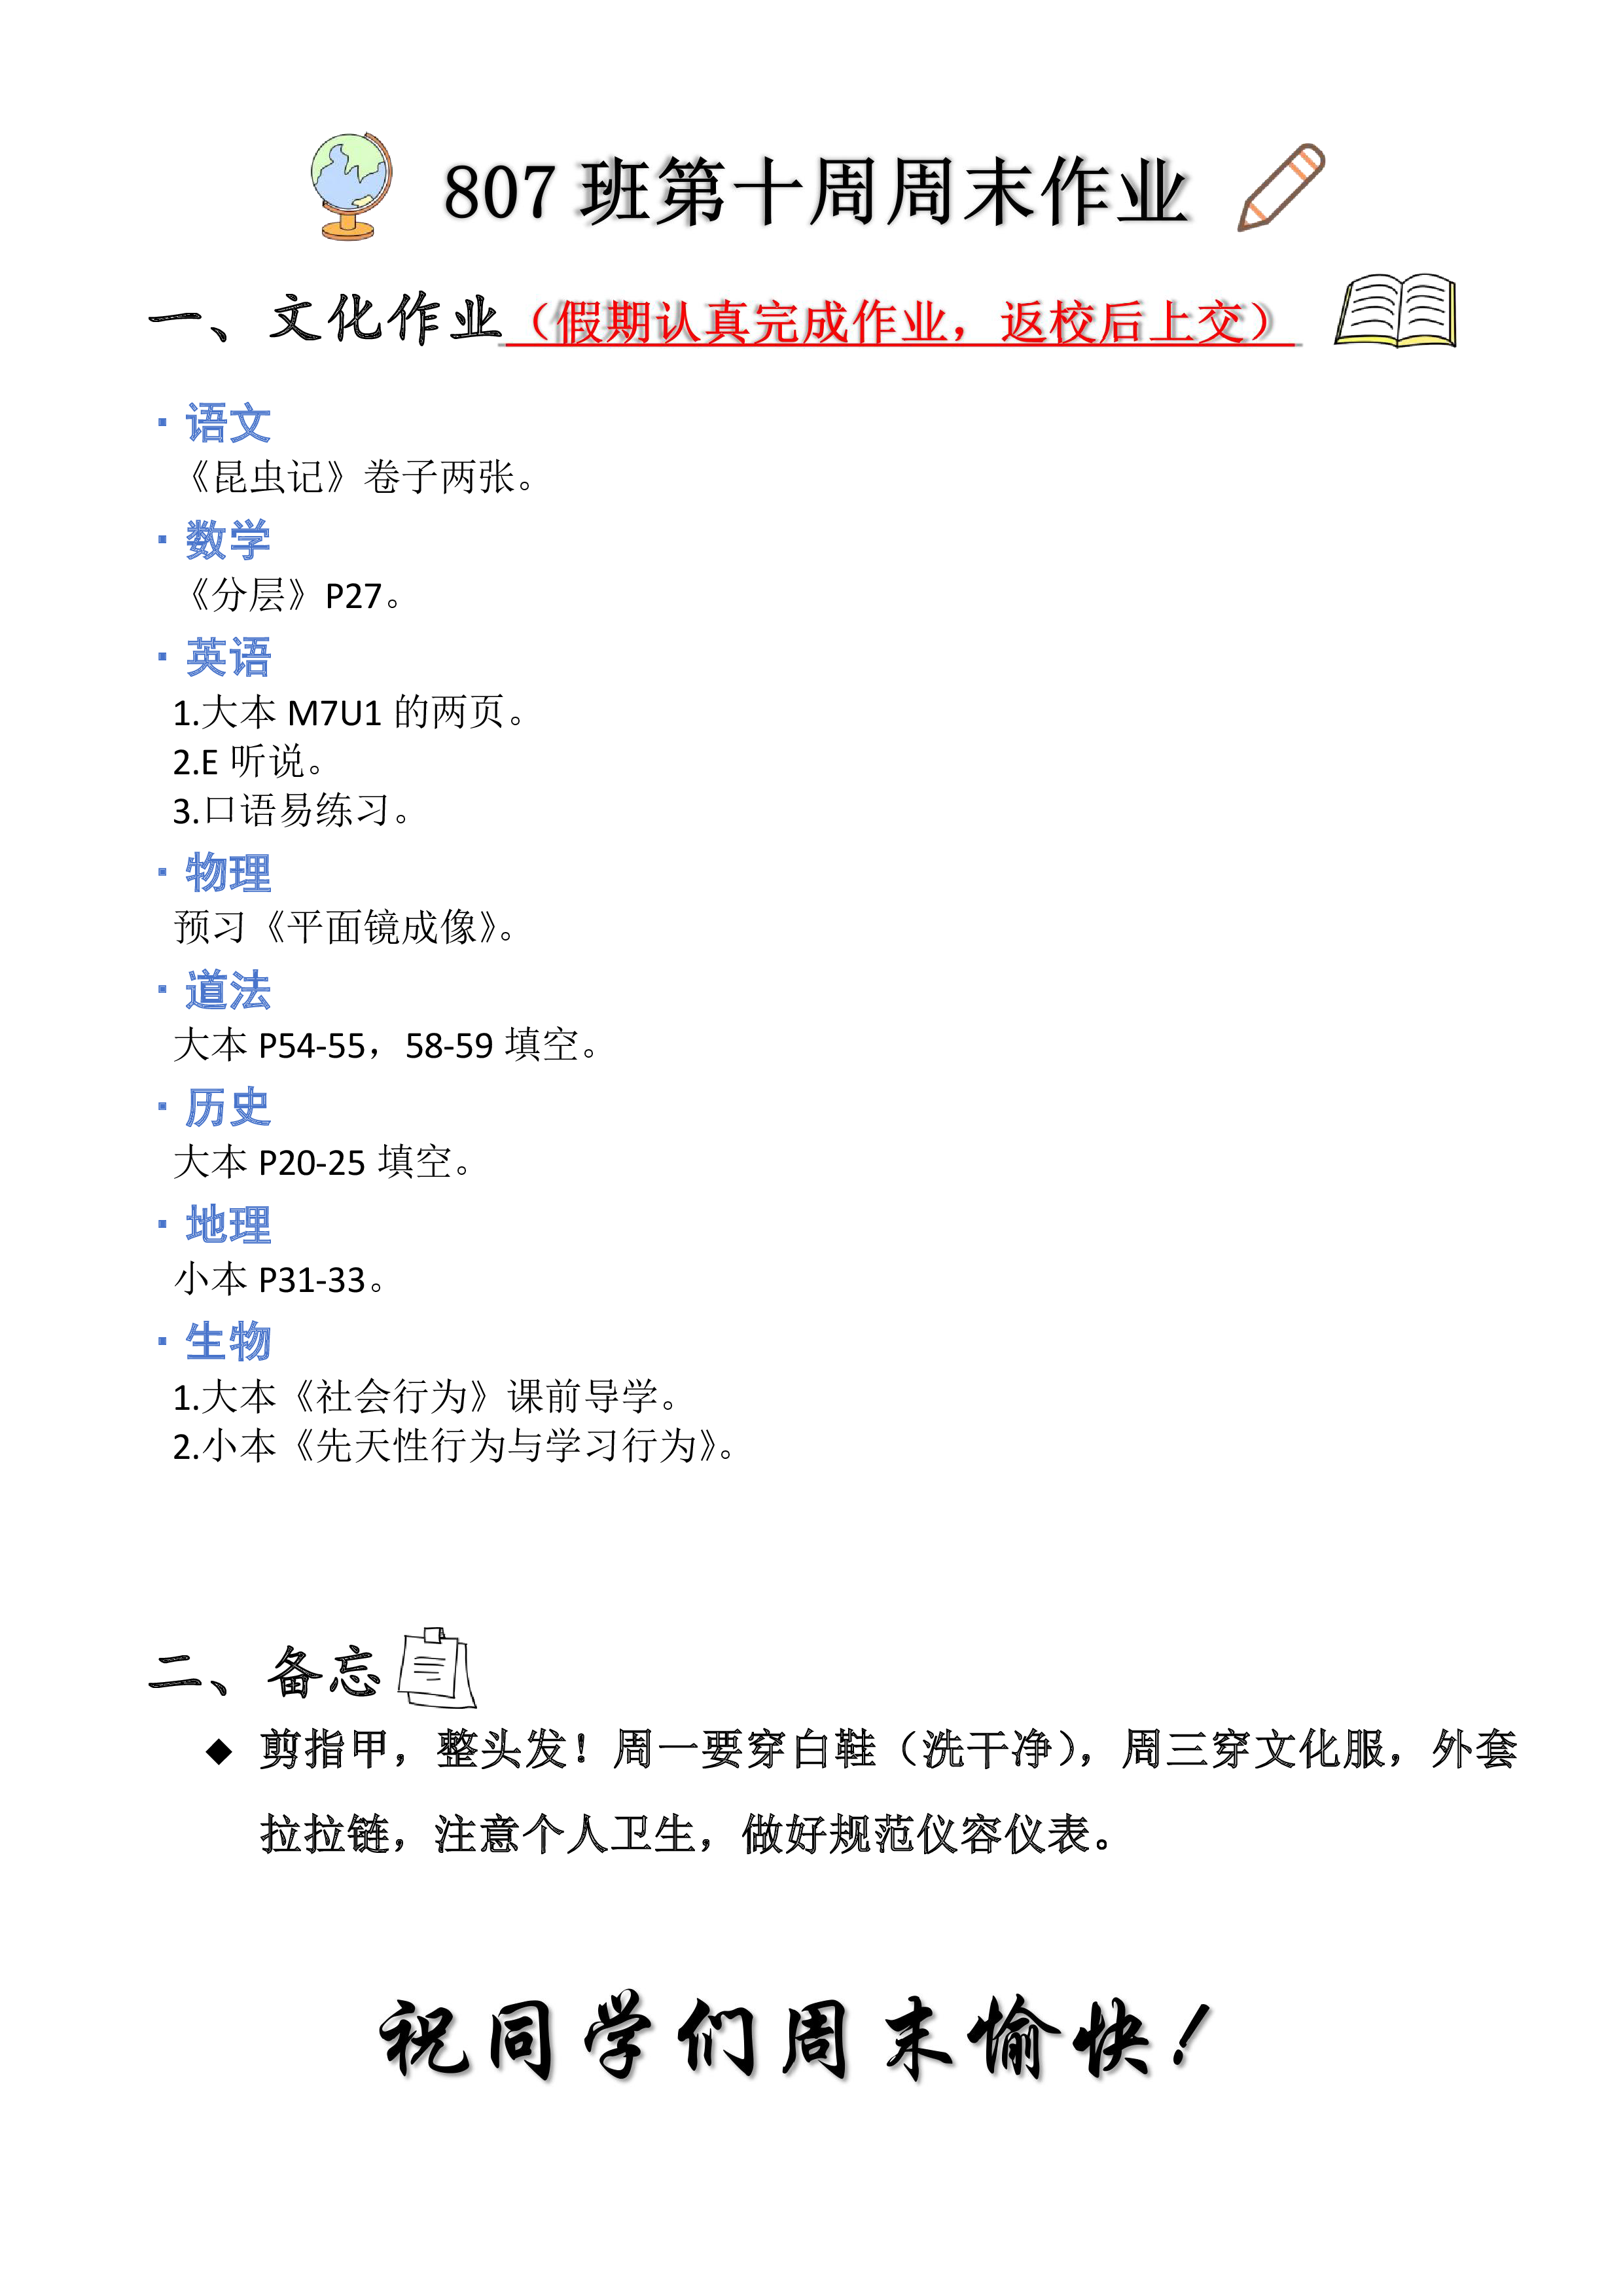 807 班第十周周末作业
一、文化作业（假期认真完成作业，返校后上交）
·语文
《昆虫记》卷子两张。
·数学
《分层》P27。
·英语
1.大本 M7U1 的两页。
2.E 听说。
3.口语易练习。
·物理
预习《平面镜成像》。
·道法
大本 P54-55，58-59 填空。
·历史
大本 P20-25 填空。
·地理
小本 P31-33。
·生物
1.大本《社会行为》课前导学。
2.小本《先天性行为与学习行为》。
二、备忘
◆ 剪指甲，整头发！周一要穿白鞋（洗干净），周三穿文化服，外套
拉拉链，注意个人卫生，做好规范仪容仪表。
祝同学们周末愉快！